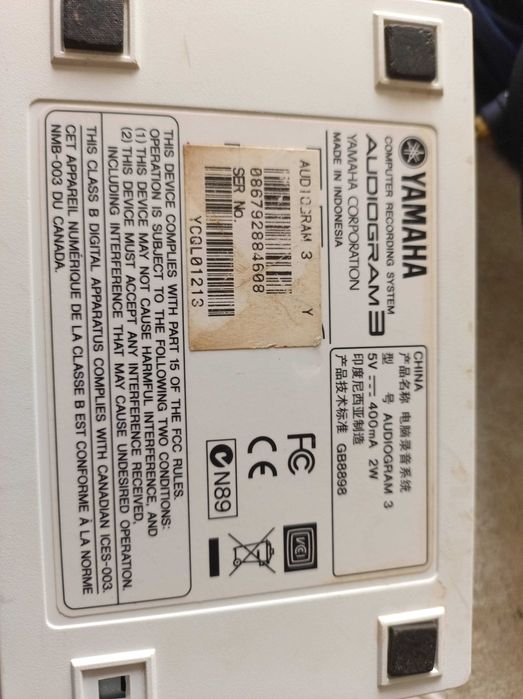 YAMAHA
COMPUTER RECORDING SYSTEM
AUDIOGRAM 3
YAMAHA CORPORATION
MADE IN INDONESIA
CHINA
产品名称 电脑录音系统
型 号 AUDIOGRAM 3
5V 400mA 2W
印度尼西亚制造
产品技术标准 GB8898
AUDIOGRAM 3 Y
086792884608
SER No.
YCQL01213
FC
CE
N89
VCI
THIS DEVICE COMPLIES WITH PART 15 OF THE FCC RULES.
OPERATION IS SUBJECT TO THE FOLLOWING TWO CONDITIONS:
(1) THIS DEVICE MAY NOT CAUSE HARMFUL INTERFERENCE, AND
(2) THIS DEVICE MUST ACCEPT ANY INTERFERENCE RECEIVED,
INCLUDING INTERFERENCE THAT MAY CAUSE UNDESIRED OPERATION.
THIS CLASS B DIGITAL APPARATUS COMPLIES WITH CANADIAN ICES-003.
CET APPAREIL NUMÉRIQUE DE LA CLASSE B EST CONFORME À LA NORME
NMB-003 DU CANADA.